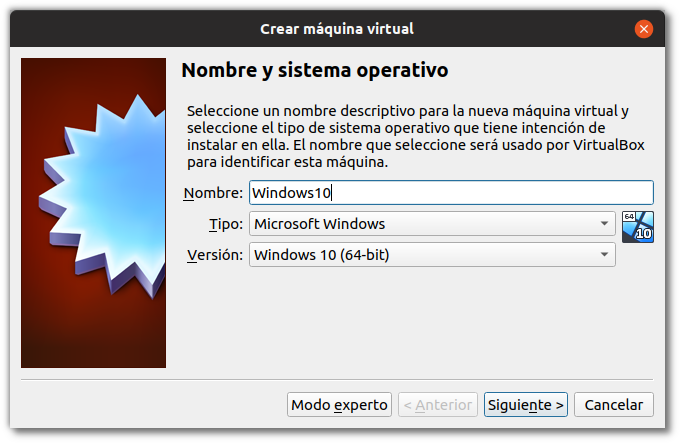 Crear máquina virtual
Nombre y sistema operativo
Seleccione un nombre descriptivo para la nueva máquina virtual y
seleccione el tipo de sistema operativo que tiene intención de
instalar en ella. El nombre que seleccione será usado por VirtualBox
para identificar esta máquina.
Nombre: Windows10
Tipo: Microsoft Windows
64
10
Versión: Windows 10 (64-bit)
Modo experto < Anterior Siguiente > Cancelar